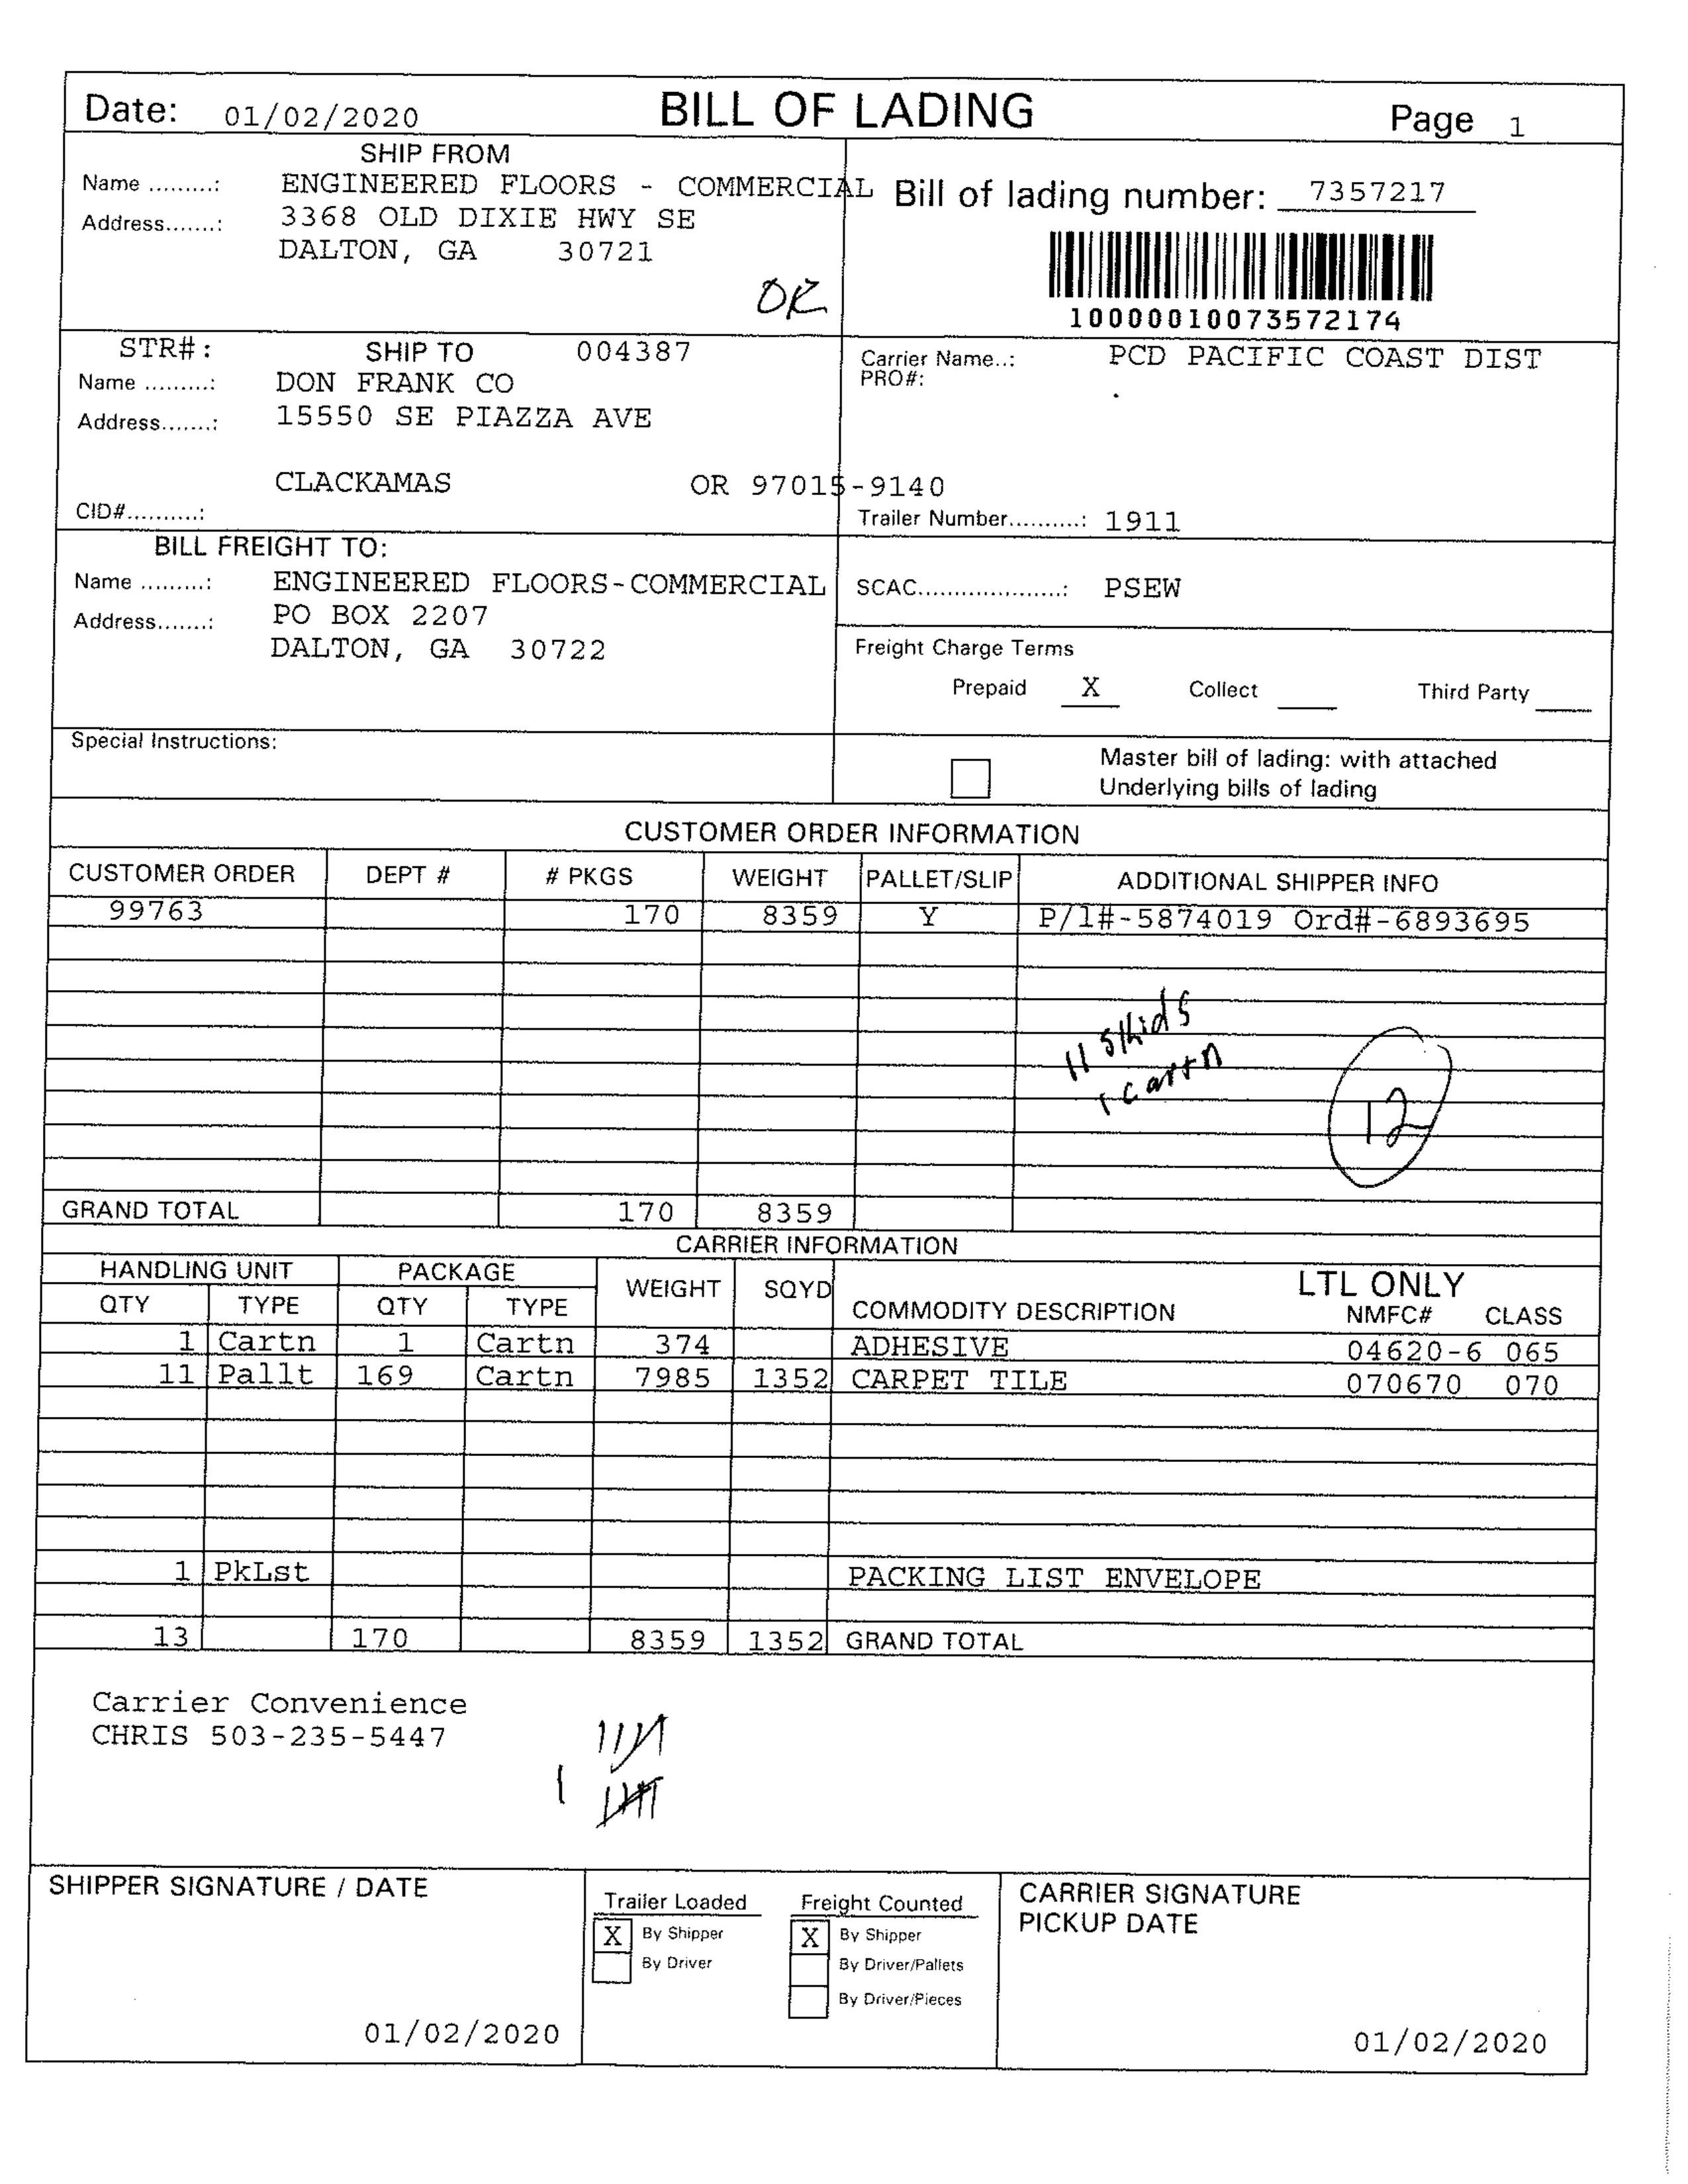 Date: 01/02/2020 BILL OF LADING Page 1
SHIP FROM
Name .........: ENGINEERED FLOORS - COMMERCIAL
Address.......: 3368 OLD DIXIE HWY SE
DALTON, GA 30721
OR
Bill of lading number: 7357217
10000010073572174
STR#: SHIP TO 004387
Name .........: DON FRANK CO
Address.......: 15550 SE PIAZZA AVE
CLACKAMAS OR 97015-9140
CID#..........:
Carrier Name..: PCD PACIFIC COAST DIST
PRO#:
Trailer Number..........: 1911
BILL FREIGHT TO:
Name .........: ENGINEERED FLOORS-COMMERCIAL
Address.......: PO BOX 2207
DALTON, GA 30722
SCAC....................: PSEW
Freight Charge Terms
Prepaid X Collect Third Party
Special Instructions:
Master bill of lading: with attached
Underlying bills of lading
CUSTOMER ORDER INFORMATION
CUSTOMER ORDER DEPT # # PKGS WEIGHT PALLET/SLIP ADDITIONAL SHIPPER INFO
99763 170 8359 Y P/l#-5874019 Ord#-6893695
11 skids
1 cartn
12
GRAND TOTAL 170 8359
CARRIER INFORMATION
HANDLING UNIT PACKAGE WEIGHT SQYD LTL ONLY
QTY TYPE QTY TYPE COMMODITY DESCRIPTION NMFC# CLASS
1 Cartn 1 Cartn 374 ADHESIVE 04620-6 065
11 Pallt 169 Cartn 7985 1352 CARPET TILE 070670 070
1 PkLst PACKING LIST ENVELOPE
13 170 8359 1352 GRAND TOTAL
Carrier Convenience
CHRIS 503-235-5447
SHIPPER SIGNATURE / DATE
01/02/2020
Trailer Loaded Freight Counted
X By Shipper X By Shipper
By Driver By Driver/Pallets
By Driver/Pieces
CARRIER SIGNATURE
PICKUP DATE
01/02/2020